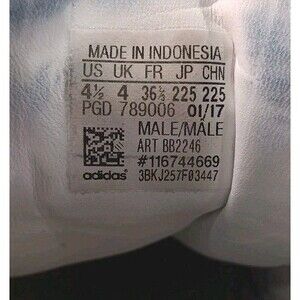 MADE IN INDONESIA
US UK FR JP CHN
4½ 4 36⅔ 225 225
PGD 789006 01/17
MALE/MÂLE
ART BB2246
#116744669
adidas 3BKJ257F03447